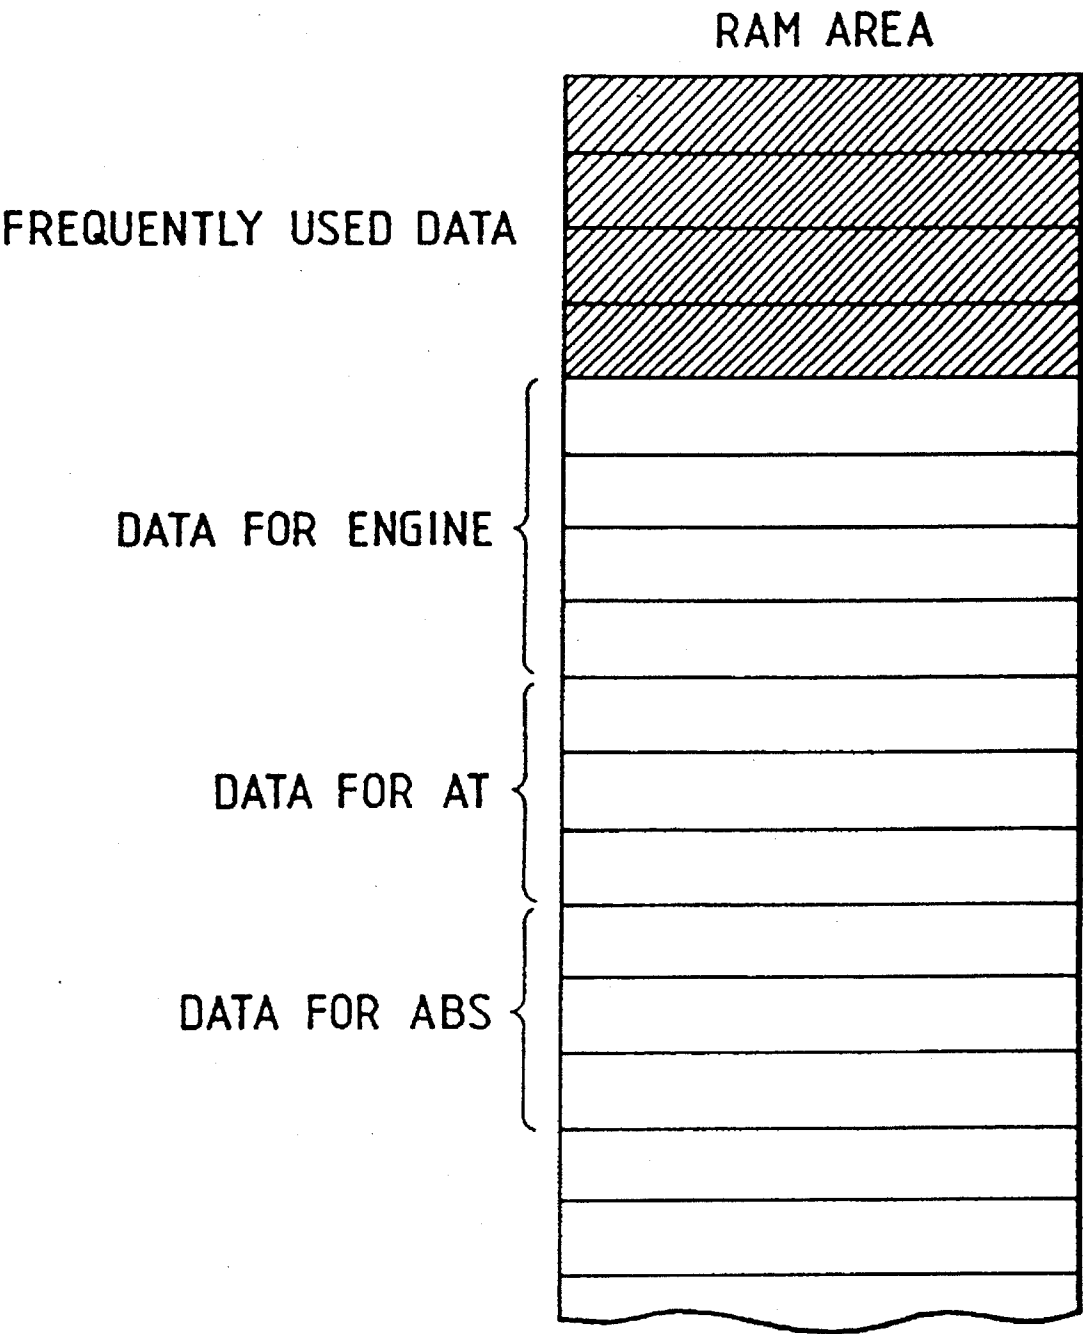 RAM AREA
FREQUENTLY USED DATA
DATA FOR ENGINE
DATA FOR AT
DATA FOR ABS